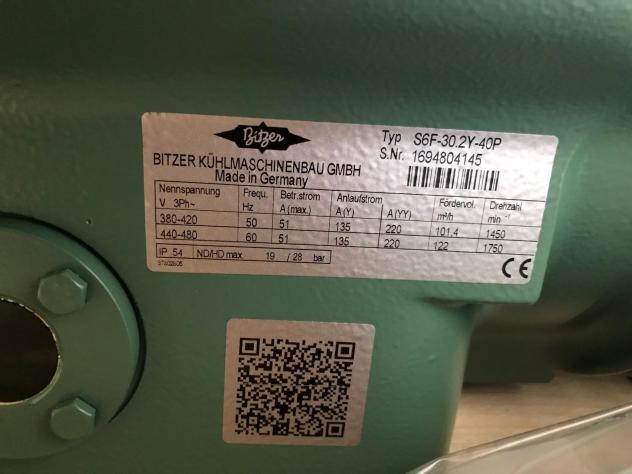 Bitzer
BITZER KÜHLMASCHINENBAU GMBH
Made in Germany
Typ S6F-30.2Y-40P
S.Nr. 1694804145
Nennspannung Frequ. Betr.strom Anlaufstrom Fördervol. Drehzahl
V 3Ph~ Hz A (max.) A (Y) A (YY) m³/h min⁻¹
380-420 50 51 135 220 101,4 1450
440-480 60 51 135 220 122 1750
IP 54 ND/HD max. 19 / 28 bar
CE